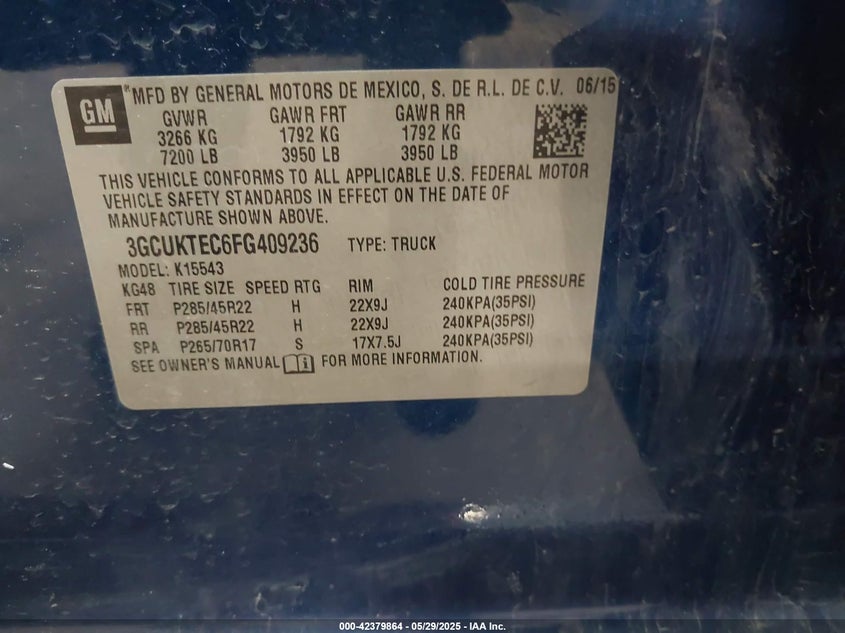 GM
®MFD BY GENERAL MOTORS DE MEXICO, S. DE R.L. DE C.V. 06/15
GVWR GAWR FRT GAWR RR
3266 KG 1792 KG 1792 KG
7200 LB 3950 LB 3950 LB
THIS VEHICLE CONFORMS TO ALL APPLICABLE U.S. FEDERAL MOTOR
VEHICLE SAFETY STANDARDS IN EFFECT ON THE DATE OF
MANUFACTURE SHOWN ABOVE.
3GCUKTEC6FG409236 TYPE: TRUCK
MODEL: K15543
KG48 TIRE SIZE SPEED RTG RIM COLD TIRE PRESSURE
FRT P285/45R22 H 22X9J 240KPA(35PSI)
RR P285/45R22 H 22X9J 240KPA(35PSI)
SPA P265/70R17 S 17X7.5J 240KPA(35PSI)
SEE OWNER'S MANUAL FOR MORE INFORMATION.
000-42379864 - 05/29/2025 - IAA Inc.